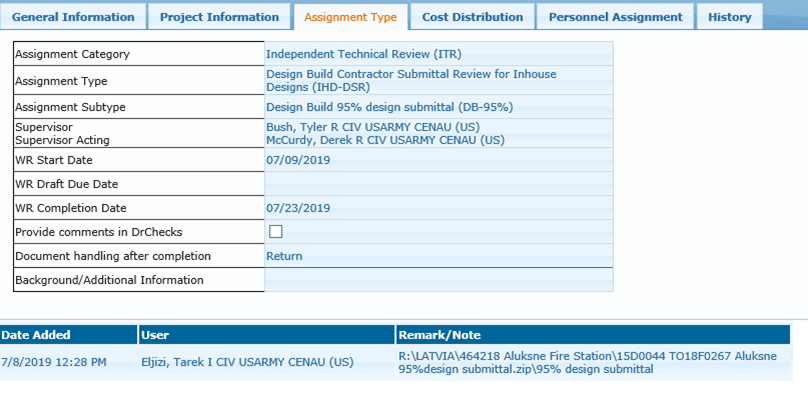 General Information Project Information Assignment Type Cost Distribution Personnel Assignment History
Assignment Category Independent Technical Review (ITR)
Assignment Type Design Build Contractor Submittal Review for Inhouse
Designs (IHD-DSR)
Assignment Subtype Design Build 95% design submittal (DB-95%)
Supervisor Bush, Tyler R CIV USARMY CENAU (US)
Supervisor Acting McCurdy, Derek R CIV USARMY CENAU (US)
WR Start Date 07/09/2019
WR Draft Due Date
WR Completion Date 07/23/2019
Provide comments in DrChecks
Document handling after completion Return
Background/Additional Information
Date Added User Remark/Note
7/8/2019 12:28 PM Eljizi, Tarek I CIV USARMY CENAU (US) R:\LATVIA\464218 Aluksne Fire Station\15D0044 TO18F0267 Aluksne
95%design submittal.zip\95% design submittal